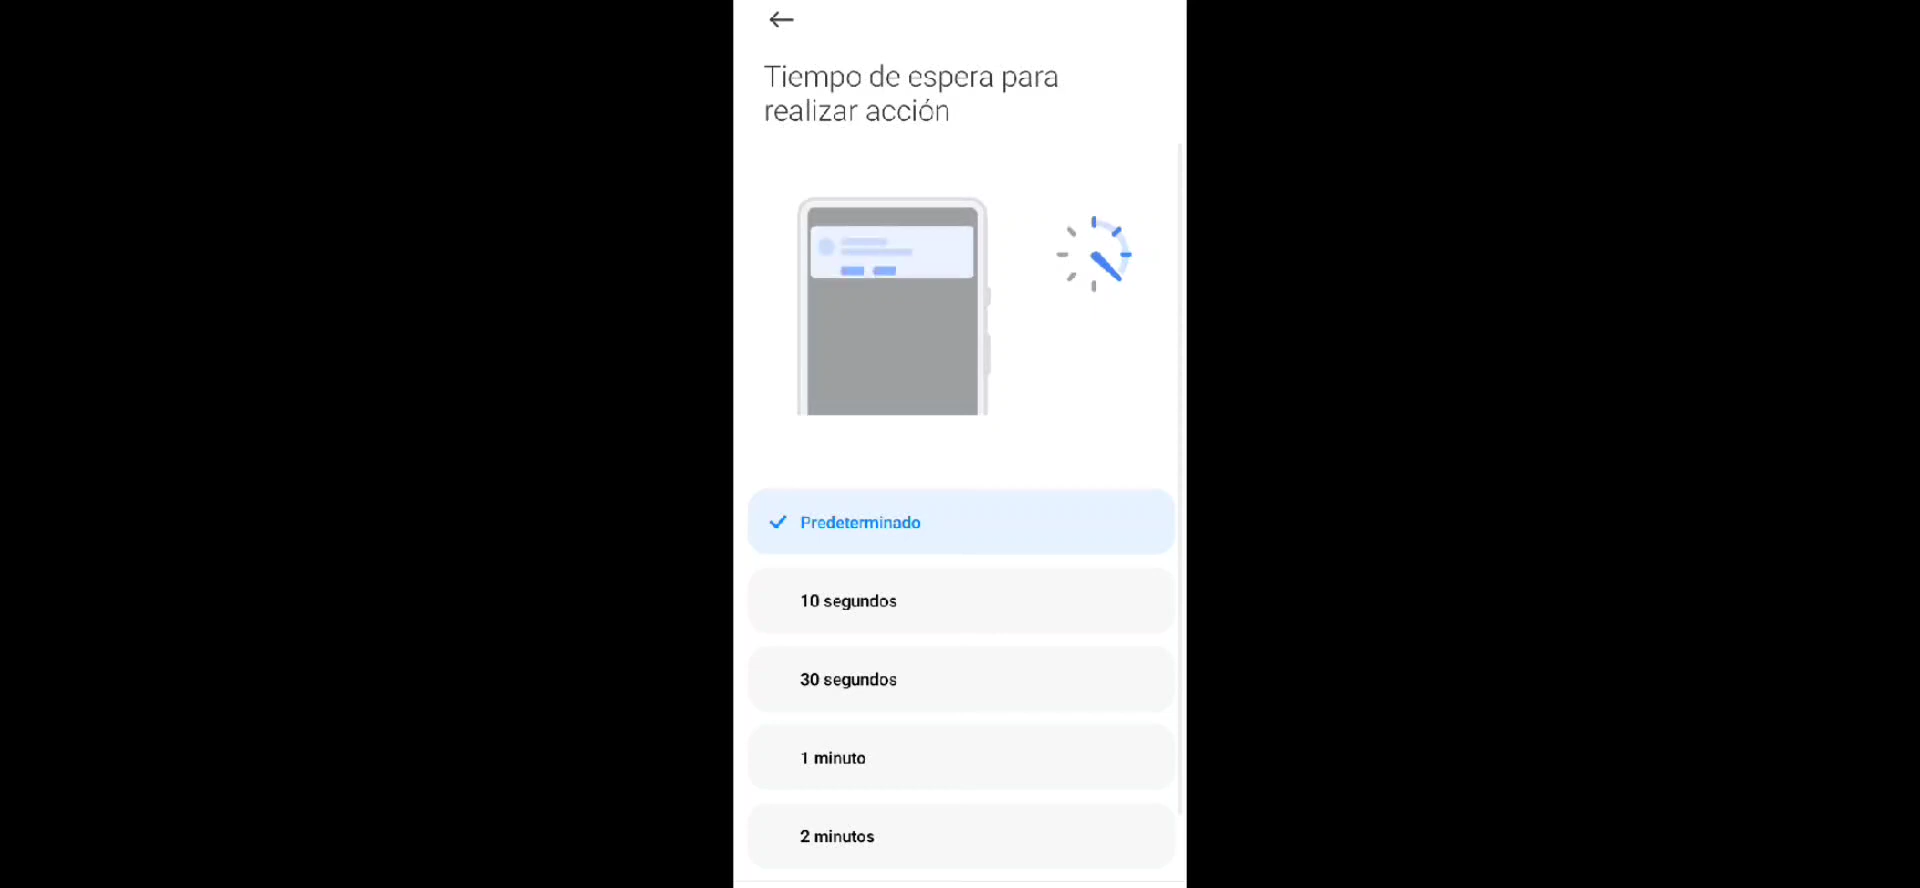 Tiempo de espera para
realizar acción
Predeterminado
10 segundos
30 segundos
1 minuto
2 minutos